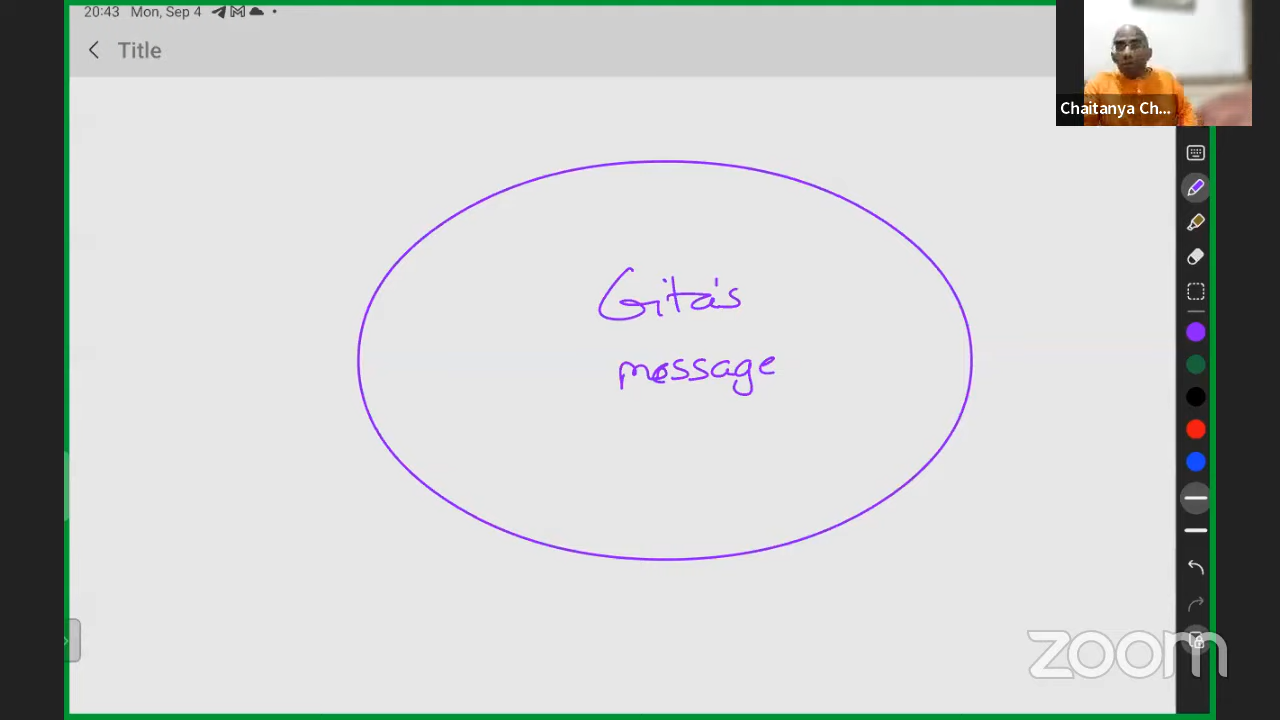 20:43 Mon, Sep 4
Title
Chaitanya Ch...
Gita's
message
zoom